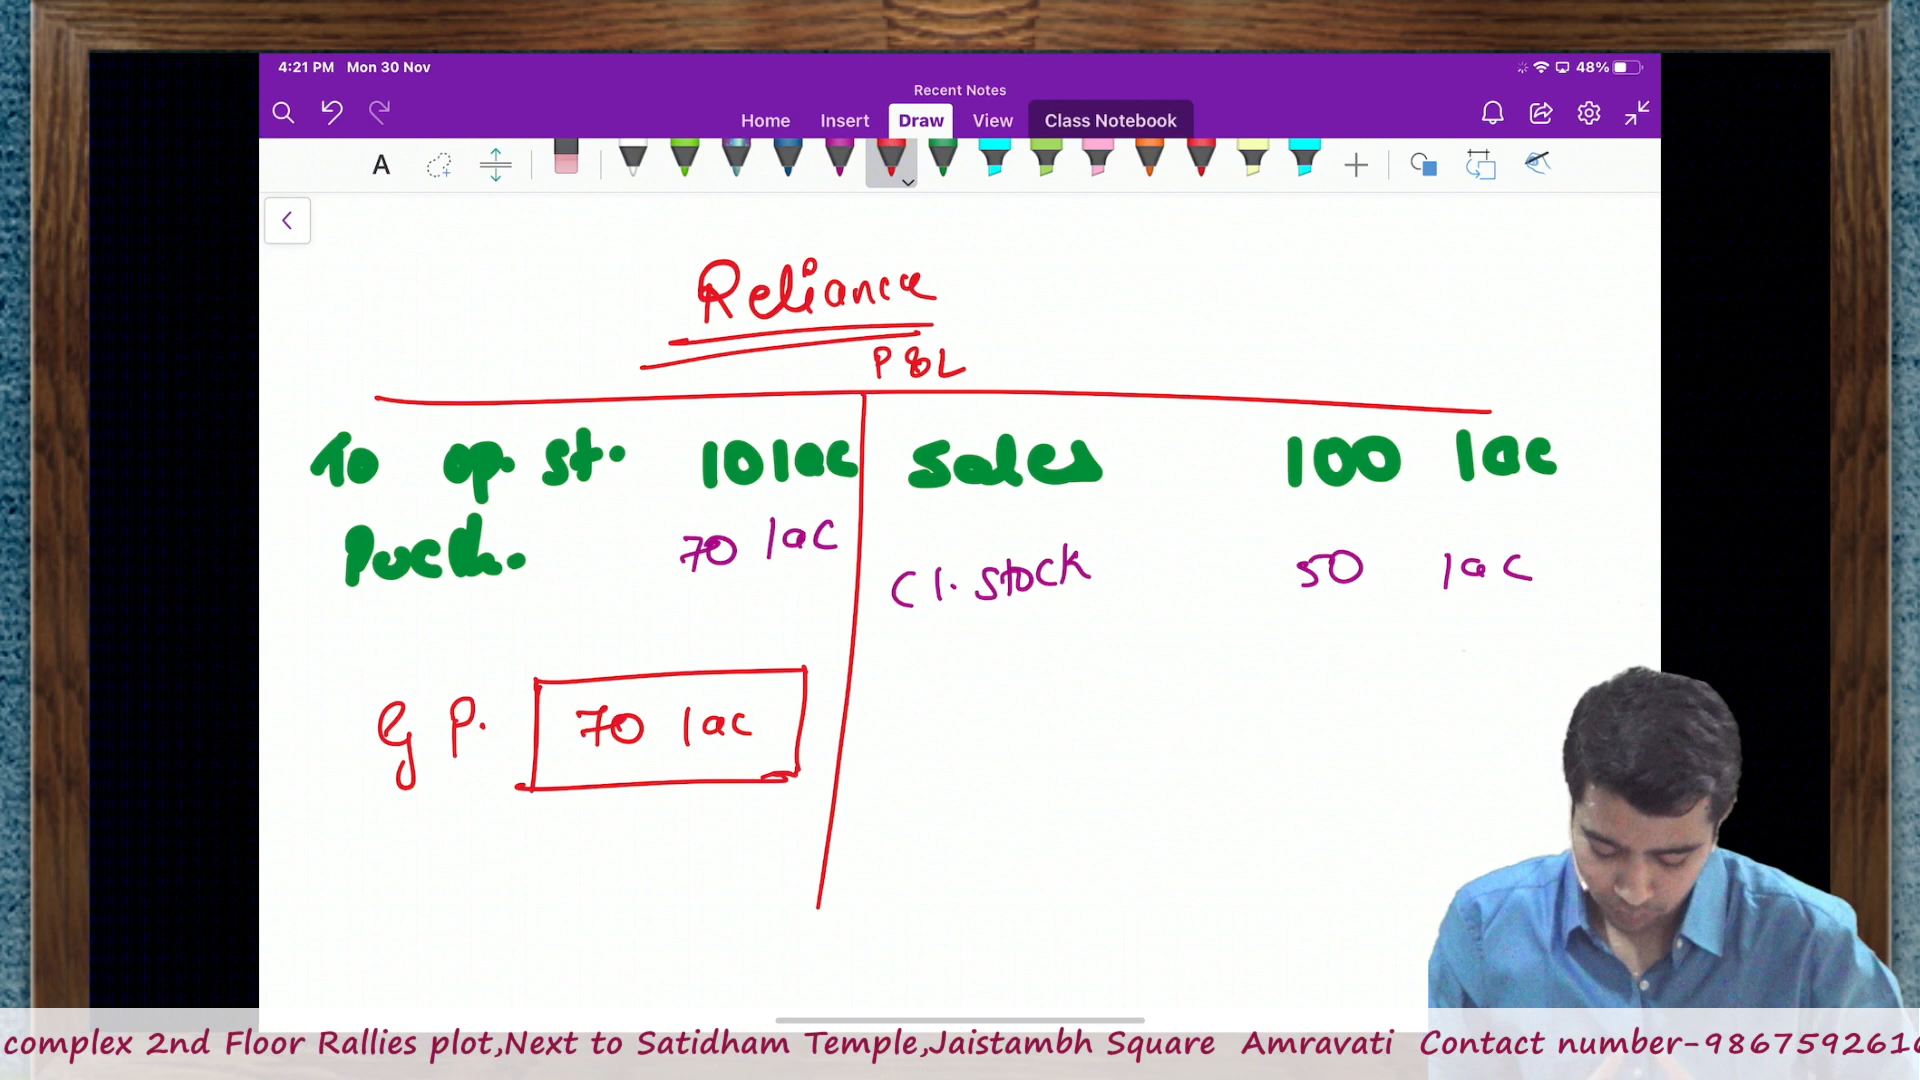 4:21 PM Mon 30 Nov
48%
Recent Notes
Home Insert Draw View Class Notebook
A
Reliance
P&L
To op. st. 10 lac Sales 100 lac
Purch. 70 lac Cl. Stock 50 lac
G P. 70 lac
complex 2nd Floor Rallies plot,Next to Satidham Temple,Jaistambh Square Amravati Contact number-986759261